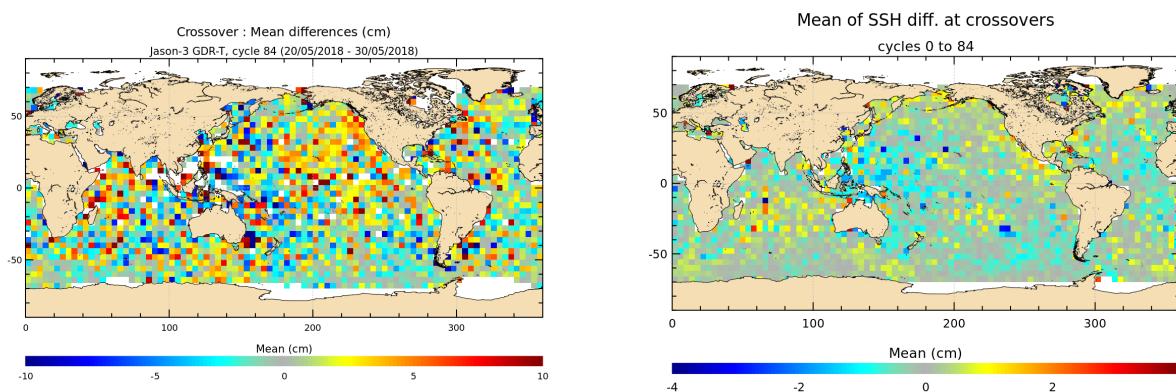 Crossover : Mean differences (cm)
Jason-3 GDR-T, cycle 84 (20/05/2018 - 30/05/2018)
50
0
-50
0 100 200 300
Mean (cm)
-10 -5 0 5 10
Mean of SSH diff. at crossovers
cycles 0 to 84
50
0
-50
0 100 200 300
Mean (cm)
-4 -2 0 2